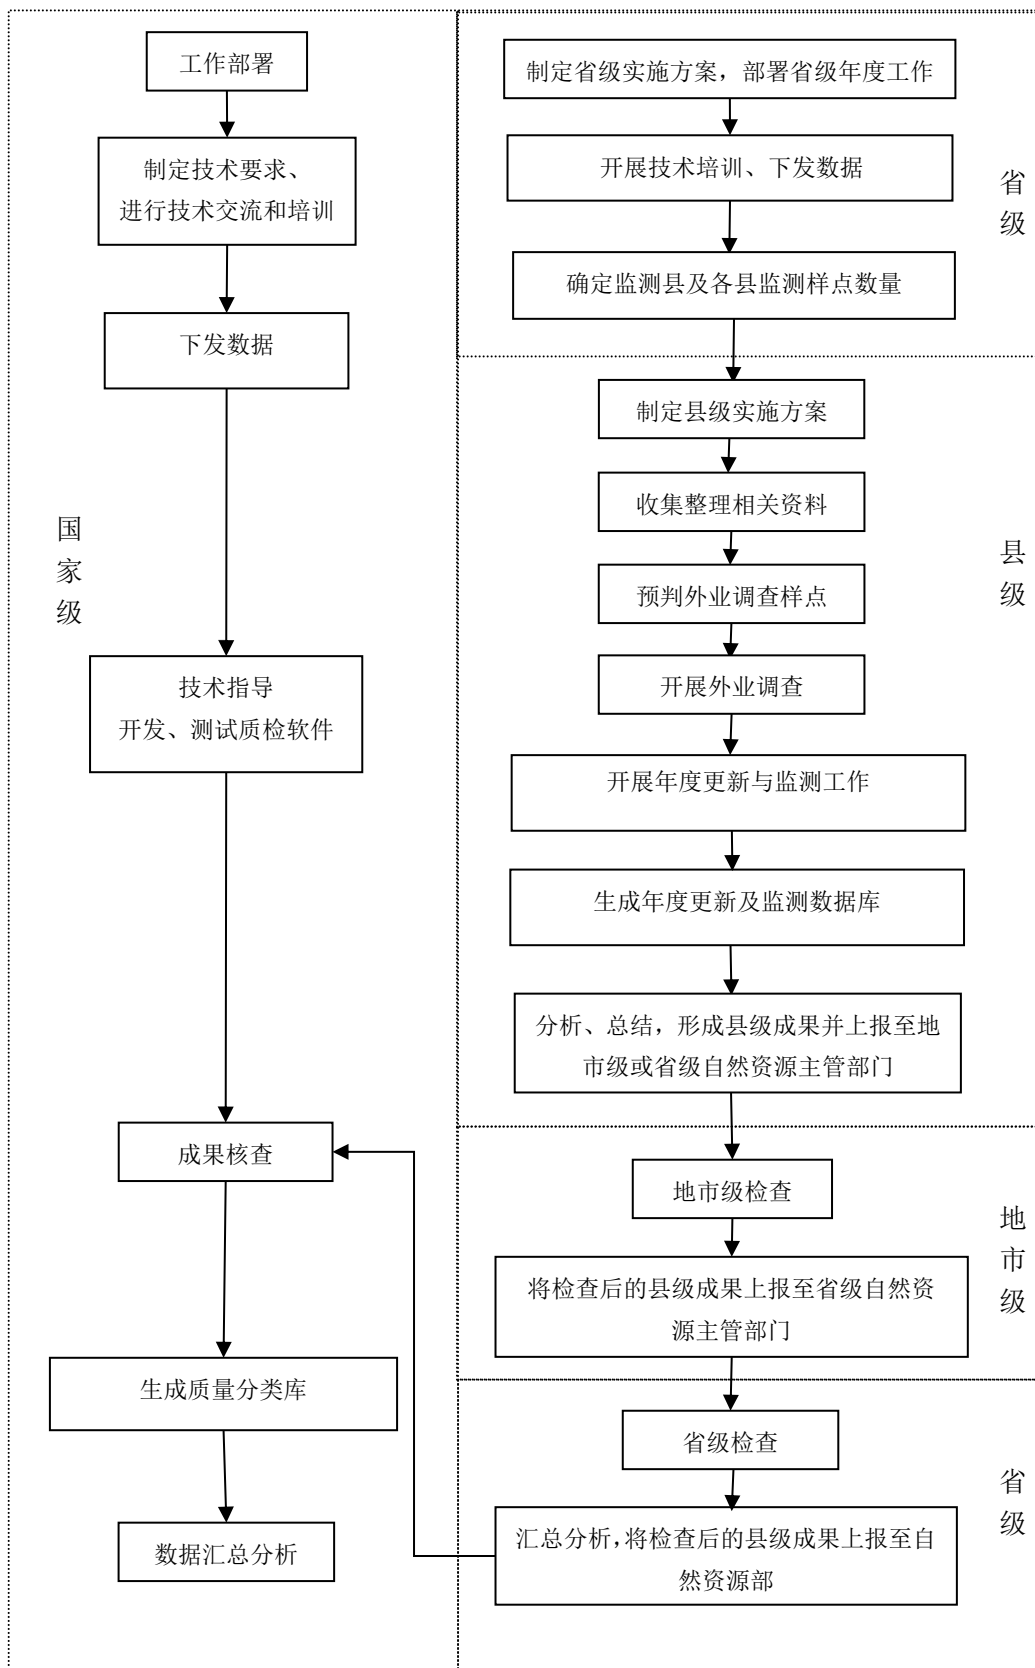 工作部署
制定技术要求、
进行技术交流和培训
下发数据
国
家
级
技术指导
开发、测试质检软件
成果核查
生成质量分类库
数据汇总分析
制定省级实施方案，部署省级年度工作
开展技术培训、下发数据
确定监测县及各县监测样点数量
省
级
制定县级实施方案
收集整理相关资料
预判外业调查样点
开展外业调查
开展年度更新与监测工作
生成年度更新及监测数据库
分析、总结，形成县级成果并上报至地
市级或省级自然资源主管部门
县
级
地市级检查
将检查后的县级成果上报至省级自然资
源主管部门
地
市
级
省级检查
汇总分析，将检查后的县级成果上报至自
然资源部
省
级